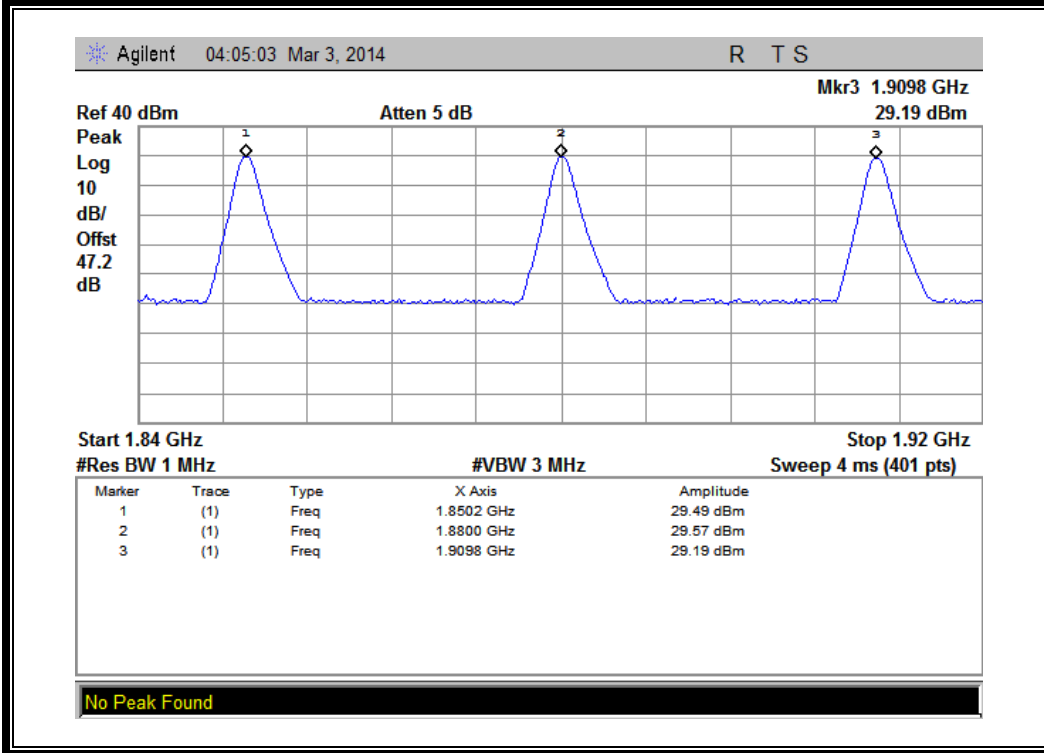 Agilent 04:05:03 Mar 3, 2014 R T S
Mkr3 1.9098 GHz
Ref 40 dBm Atten 5 dB 29.19 dBm
Peak
Log
10
dB/
Offst
47.2
dB
1 2 3
Start 1.84 GHz Stop 1.92 GHz
#Res BW 1 MHz #VBW 3 MHz Sweep 4 ms (401 pts)
Marker Trace Type X Axis Amplitude
1 (1) Freq 1.8502 GHz 29.49 dBm
2 (1) Freq 1.8800 GHz 29.57 dBm
3 (1) Freq 1.9098 GHz 29.19 dBm
No Peak Found